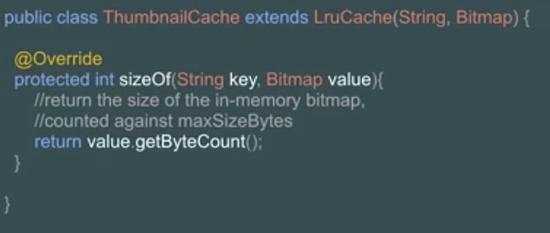 public class ThumbnailCache extends LruCache(String, Bitmap) {
@Override
protected int sizeOf(String key, Bitmap value){
//return the size of the in-memory bitmap,
//counted against maxSizeBytes
return value.getByteCount();
}
}